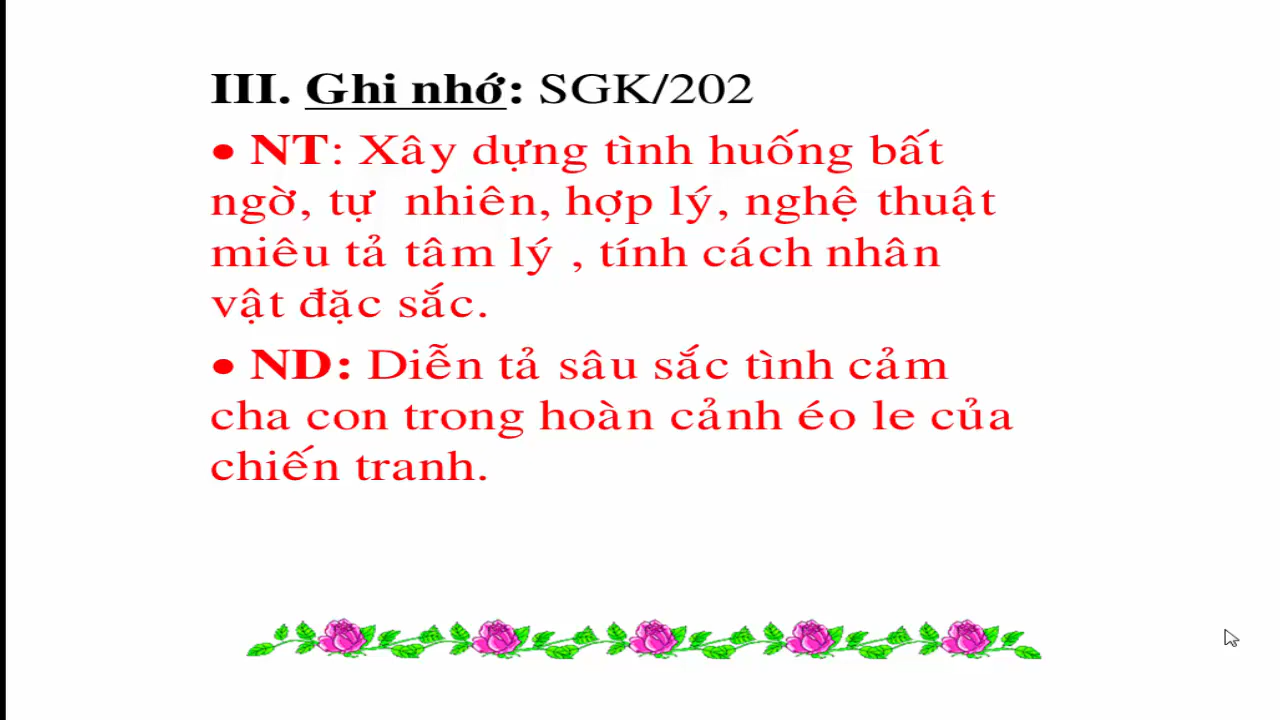 III. Ghi nhớ: SGK/202
• NT: Xây dựng tình huống bất
ngờ, tự nhiên, hợp lý, nghệ thuật
miêu tả tâm lý , tính cách nhân
vật đặc sắc.
• ND: Diễn tả sâu sắc tình cảm
cha con trong hoàn cảnh éo le của
chiến tranh.